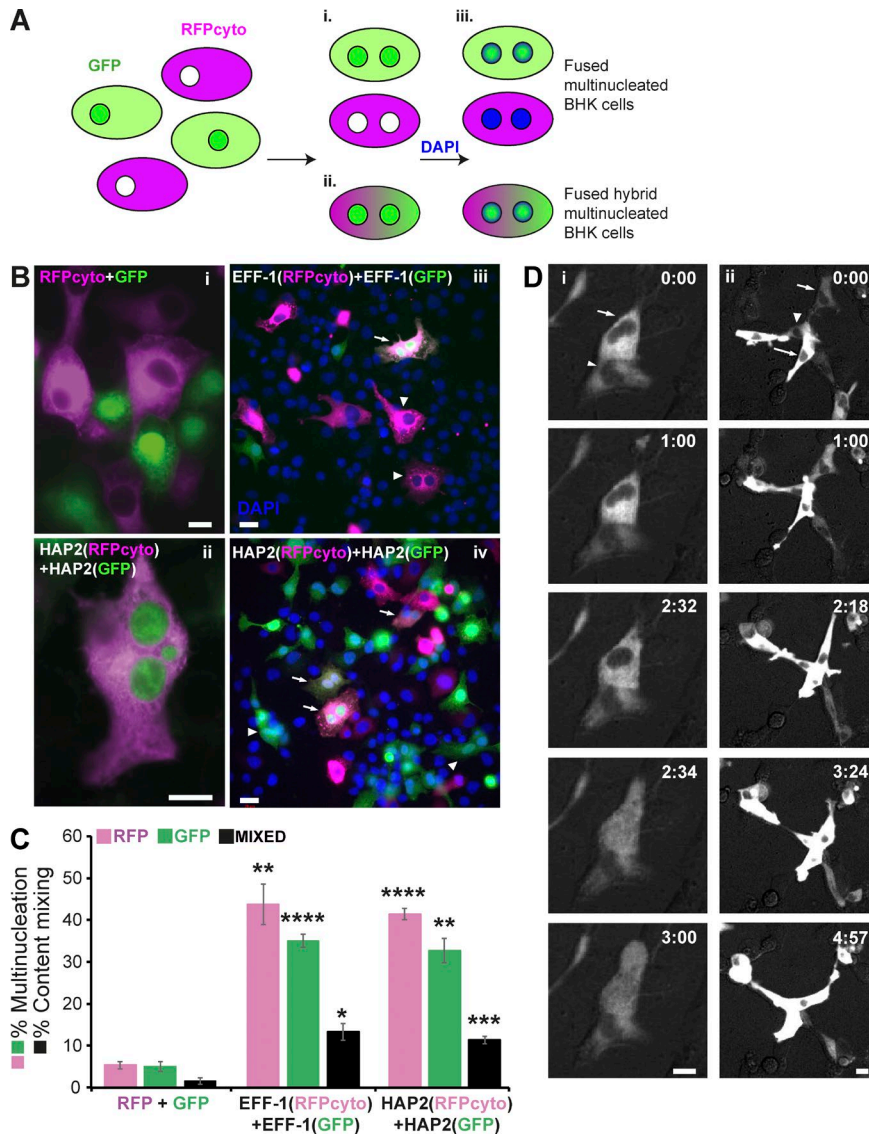 A
RFPcyto
GFP
i.
iii.
Fused
multinucleated
BHK cells
DAPI
ii.
Fused hybrid
multinucleated
BHK cells
B
RFPcyto+GFP
i
EFF-1(RFPcyto)+EFF-1(GFP)
iii
DAPI
HAP2(RFPcyto)
+HAP2(GFP)
ii
HAP2(RFPcyto)+HAP2(GFP)
iv
D
i
0:00
ii
0:00
1:00
1:00
2:32
2:18
2:34
3:24
3:00
4:57
C
RFP
GFP
MIXED
% Multinucleation
% Content mixing
60
50
40
30
20
10
0
**
****
*
****
**
***
RFP + GFP
EFF-1(RFPcyto)
+EFF-1(GFP)
HAP2(RFPcyto)
+HAP2(GFP)